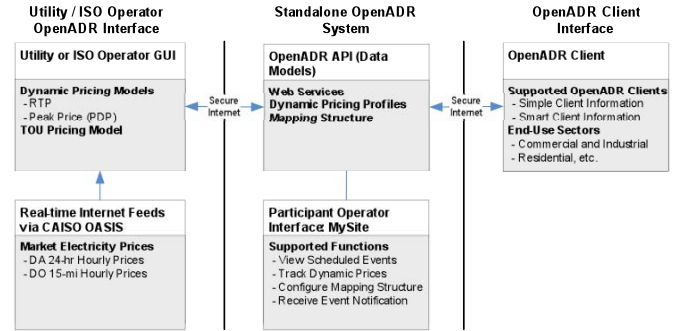 Utility / ISO Operator
OpenADR Interface
Standalone OpenADR
System
OpenADR Client
Interface
Utility or ISO Operator GUI
Dynamic Pricing Models
- RTP
- Peak Price (PDP)
TOU Pricing Model
Secure
Internet
OpenADR API (Data
Models)
Web Services
Dynamic Pricing Profiles
Mapping Structure
Secure
Internet
OpenADR Client
Supported OpenADR Clients
- Simple Client Information
- Smart Client Information
End-Use Sectors
- Commercial and Industrial
- Residential, etc.
Real-time Internet Feeds
via CAISO OASIS
Market Electricity Prices
- DA 24-hr Hourly Prices
- DO 15-mi Hourly Prices
Participant Operator
Interface: MySite
Supported Functions
- View Scheduled Events
- Track Dynamic Prices
- Configure Mapping Structure
- Receive Event Notification